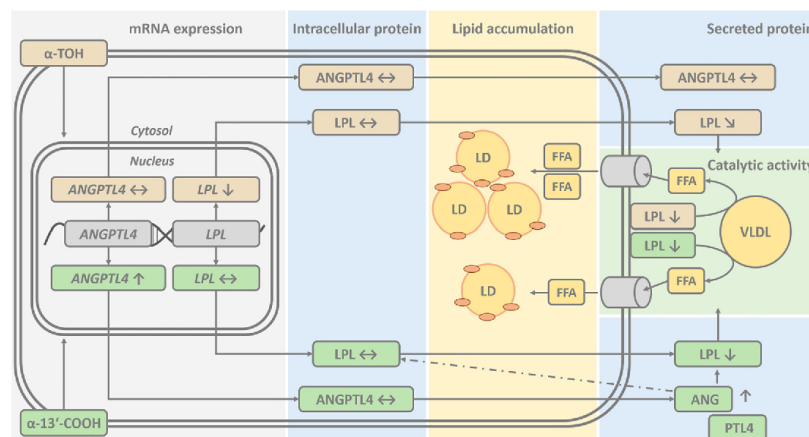 mRNA expression
Intracellular protein
Lipid accumulation
Secreted protein
α-TOH
ANGPTL4 ↔
ANGPTL4 ↔
LPL ↔
LPL ↘
Cytosol
Nucleus
ANGPTL4 ↔
LPL ↓
ANGPTL4
LPL
ANGPTL4 ↑
LPL ↔
LD
LD
LD
FFA
FFA
Catalytic activity
FFA
LPL ↓
LPL ↓
VLDL
FFA
LD
FFA
LPL ↔
LPL ↓
ANGPTL4 ↔
ANG ↑
PTL4
α-13′-COOH